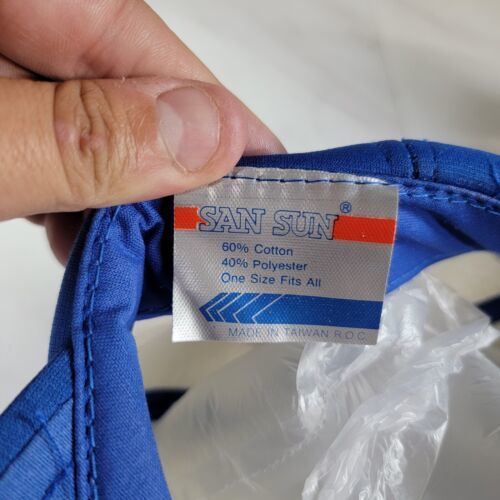 SAN SUN ®
60% Cotton
40% Polyester
One Size Fits All
MADE IN TAIWAN R.O.C